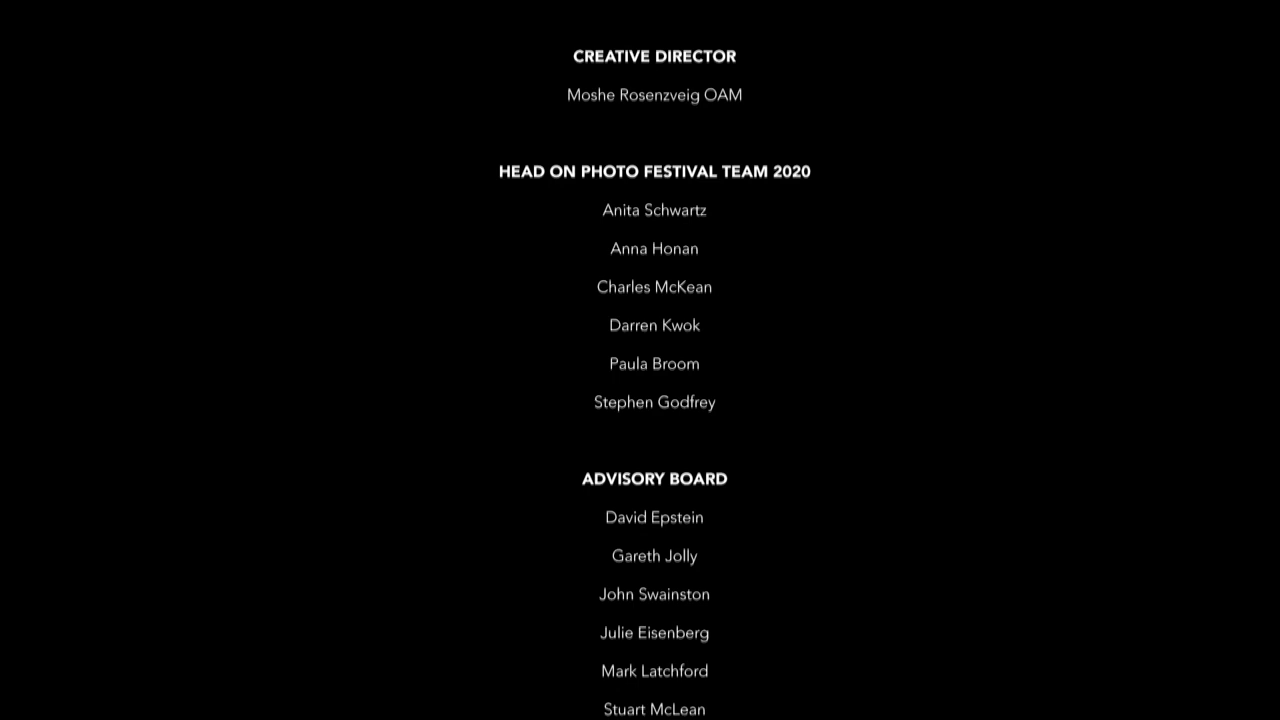 CREATIVE DIRECTOR
Moshe Rosenzveig OAM
HEAD ON PHOTO FESTIVAL TEAM 2020
Anita Schwartz
Anna Honan
Charles McKean
Darren Kwok
Paula Broom
Stephen Godfrey
ADVISORY BOARD
David Epstein
Gareth Jolly
John Swainston
Julie Eisenberg
Mark Latchford
Stuart McLean